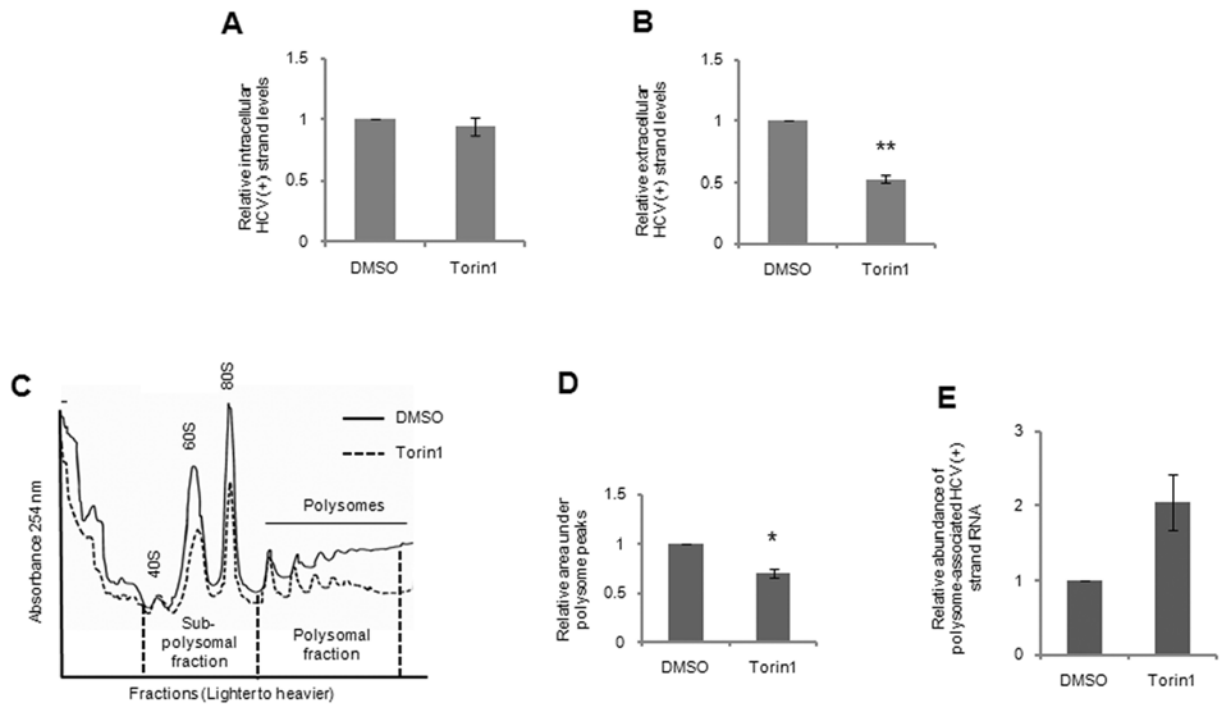 A
Relative intracellular
HCV (+) strand levels
1.5
1
0.5
0
DMSO
Torin1
B
Relative extracellular
HCV (+) strand levels
1.5
1
0.5
0
**
DMSO
Torin1
C
Absorbance 254 nm
40S
60S
80S
DMSO
Torin1
Polysomes
Sub-
polysomal
fraction
Polysomal
fraction
Fractions (Lighter to heavier)
D
Relative area under
polysome peaks
1.5
1
0.5
0
*
DMSO
Torin1
E
Relative abundance of
polysome-associated HCV (+)
strand RNA
3
2
1
0
DMSO
Torin1